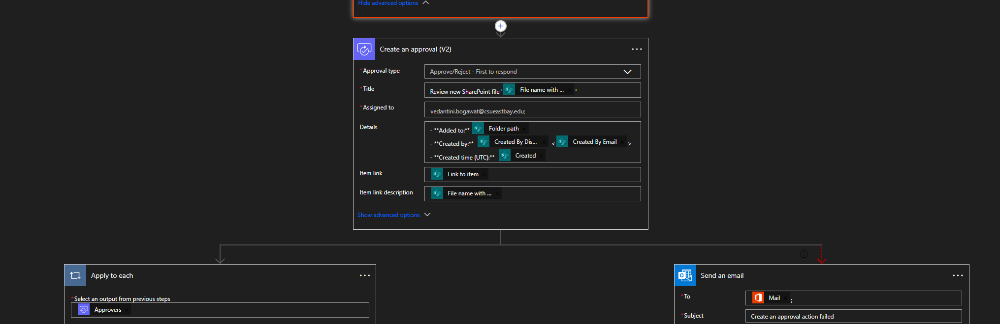 Hide advanced options
Create an approval (V2)
* Approval type
Approve/Reject - First to respond
* Title
Review new SharePoint file ' File name with ... × '
* Assigned to
vedantini.bogawat@csueastbay.edu;
Details
- **Added to:** Folder path ×
- **Created by:** Created By Dis... × < Created By Email × >
- **Created time (UTC):** Created ×
Item link
Link to item ×
Item link description
File name with ... ×
Show advanced options
Apply to each
* Select an output from previous steps
Approvers ×
Send an email
* To
Mail × ;
* Subject
Create an approval action failed